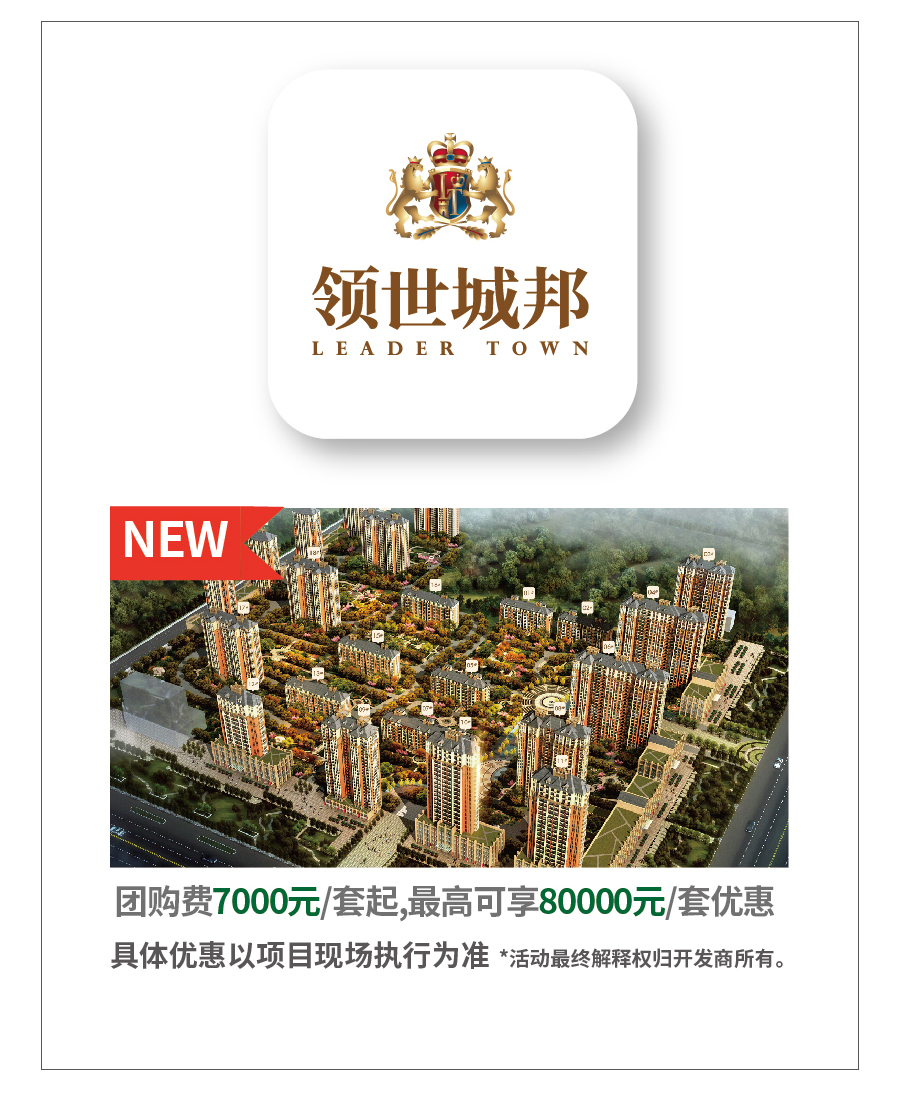 LT
领世城邦
LEADER TOWN
NEW
团购费7000元/套起,最高可享80000元/套优惠
具体优惠以项目现场执行为准 *活动最终解释权归开发商所有。